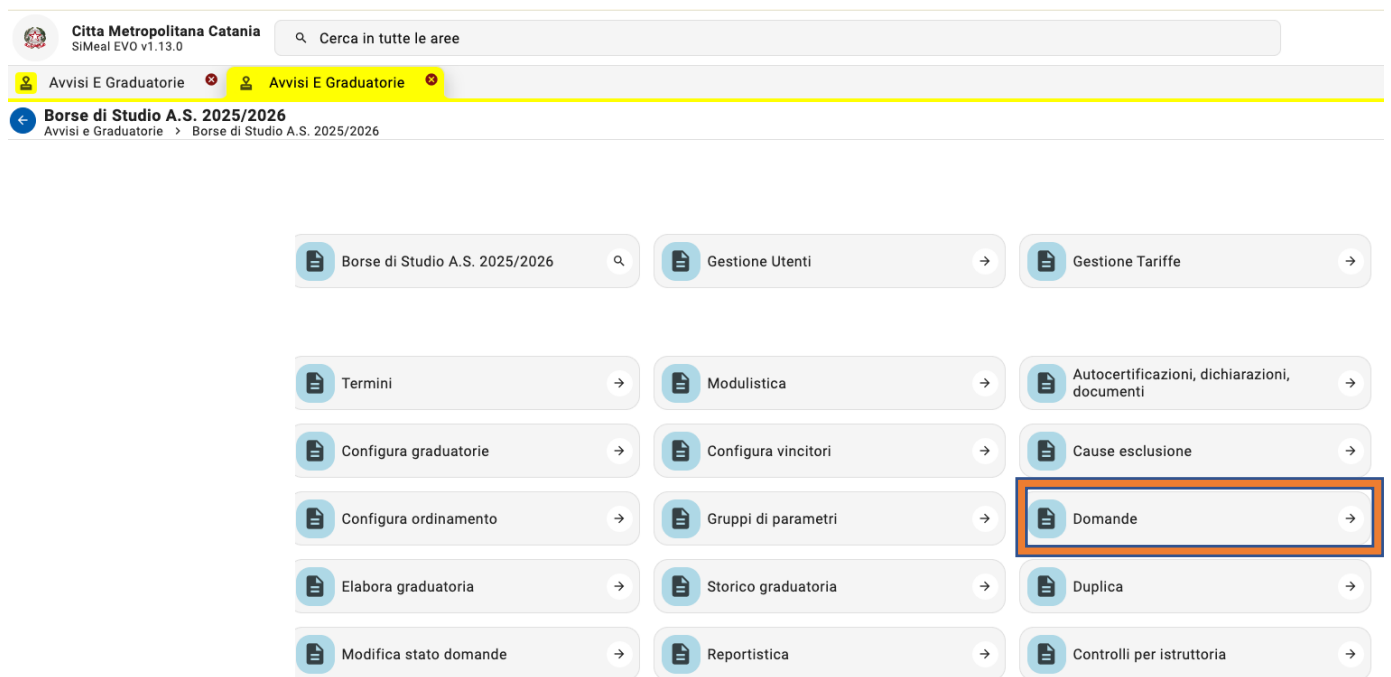 Citta Metropolitana Catania
SiMeal EVO v1.13.0
Cerca in tutte le aree
Avvisi E Graduatorie
Avvisi E Graduatorie
Borse di Studio A.S. 2025/2026
Avvisi e Graduatorie > Borse di Studio A.S. 2025/2026
Borse di Studio A.S. 2025/2026
Gestione Utenti
Gestione Tariffe
Termini
Modulistica
Autocertificazioni, dichiarazioni,
documenti
Configura graduatorie
Configura vincitori
Cause esclusione
Configura ordinamento
Gruppi di parametri
Domande
Elabora graduatoria
Storico graduatoria
Duplica
Modifica stato domande
Reportistica
Controlli per istruttoria